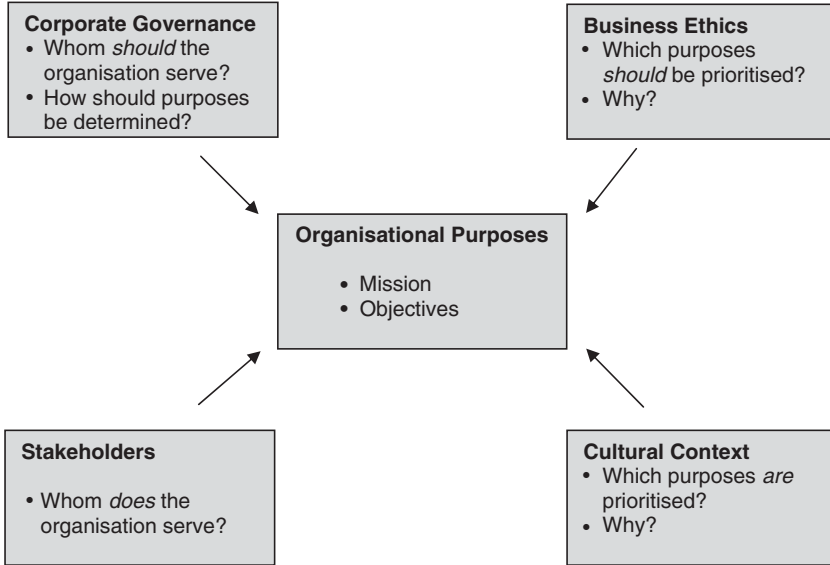 Corporate Governance
• Whom should the
organisation serve?
• How should purposes
be determined?
Business Ethics
• Which purposes
should be prioritised?
• Why?
Organisational Purposes
• Mission
• Objectives
Stakeholders
• Whom does the
organisation serve?
Cultural Context
• Which purposes are
prioritised?
• Why?